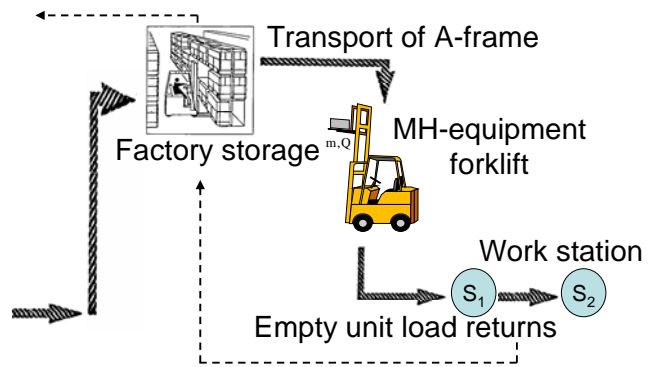 Transport of A-frame
Factory storage
m,Q
MH-equipment
forklift
Work station
S1
S2
Empty unit load returns